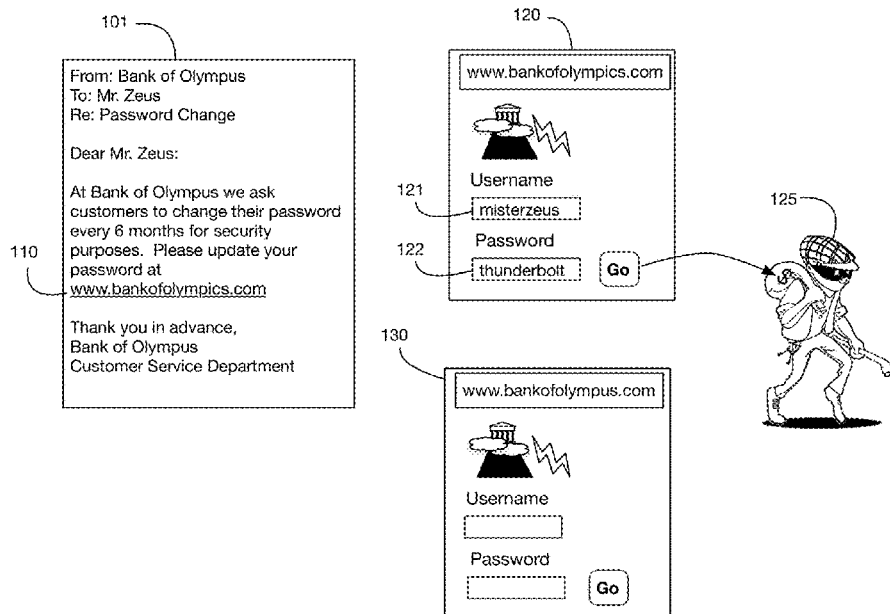 101
From: Bank of Olympus
To: Mr. Zeus
Re: Password Change
Dear Mr. Zeus:
At Bank of Olympus we ask
customers to change their password
every 6 months for security
purposes. Please update your
password at
110
www.bankofolympics.com
Thank you in advance,
Bank of Olympus
Customer Service Department
120
www.bankofolympics.com
Username
121
misterzeus
Password
122
thunderbolt
Go
125
$
130
www.bankofolympus.com
Username
Password
Go